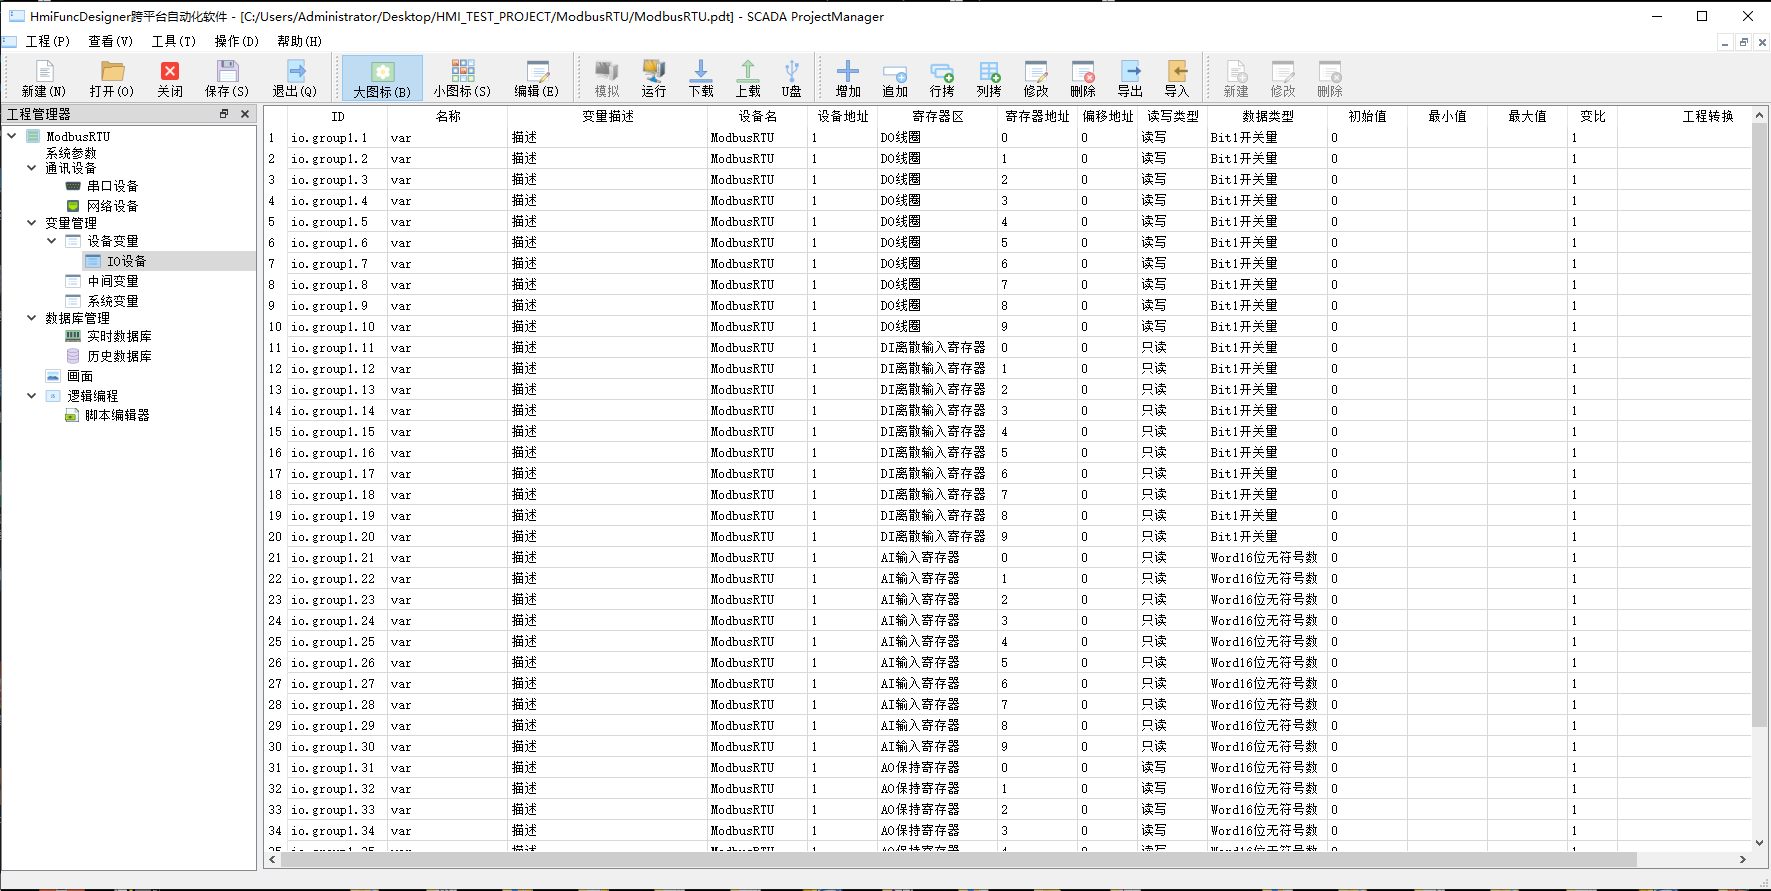 HmiFuncDesigner跨平台自动化软件 - [C:/Users/Administrator/Desktop/HMI_TEST_PROJECT/ModbusRTU/ModbusRTU.pdt] - SCADA ProjectManager
工程(P) 查看(V) 工具(T) 操作(D) 帮助(H)
新建(N) 打开(O) 关闭 保存(S) 退出(Q) 大图标(B) 小图标(S) 编辑(E) 模拟 运行 下载 上载 U盘 增加 追加 行拷 列拷 修改 删除 导出 导入 新建 修改 删除
工程管理器
ModbusRTU
系统参数
通讯设备
串口设备
网络设备
变量管理
设备变量
IO设备
中间变量
系统变量
数据库管理
实时数据库
历史数据库
画面
逻辑编程
脚本编辑器
ID 名称 变量描述 设备名 设备地址 寄存器区 寄存器地址 偏移地址 读写类型 数据类型 初始值 最小值 最大值 变比 工程转换
1 io.group1.1 var 描述 ModbusRTU 1 DO线圈 0 0 读写 Bit1开关量 0 1
2 io.group1.2 var 描述 ModbusRTU 1 DO线圈 1 0 读写 Bit1开关量 0 1
3 io.group1.3 var 描述 ModbusRTU 1 DO线圈 2 0 读写 Bit1开关量 0 1
4 io.group1.4 var 描述 ModbusRTU 1 DO线圈 3 0 读写 Bit1开关量 0 1
5 io.group1.5 var 描述 ModbusRTU 1 DO线圈 4 0 读写 Bit1开关量 0 1
6 io.group1.6 var 描述 ModbusRTU 1 DO线圈 5 0 读写 Bit1开关量 0 1
7 io.group1.7 var 描述 ModbusRTU 1 DO线圈 6 0 读写 Bit1开关量 0 1
8 io.group1.8 var 描述 ModbusRTU 1 DO线圈 7 0 读写 Bit1开关量 0 1
9 io.group1.9 var 描述 ModbusRTU 1 DO线圈 8 0 读写 Bit1开关量 0 1
10 io.group1.10 var 描述 ModbusRTU 1 DO线圈 9 0 读写 Bit1开关量 0 1
11 io.group1.11 var 描述 ModbusRTU 1 DI离散输入寄存器 0 0 只读 Bit1开关量 0 1
12 io.group1.12 var 描述 ModbusRTU 1 DI离散输入寄存器 1 0 只读 Bit1开关量 0 1
13 io.group1.13 var 描述 ModbusRTU 1 DI离散输入寄存器 2 0 只读 Bit1开关量 0 1
14 io.group1.14 var 描述 ModbusRTU 1 DI离散输入寄存器 3 0 只读 Bit1开关量 0 1
15 io.group1.15 var 描述 ModbusRTU 1 DI离散输入寄存器 4 0 只读 Bit1开关量 0 1
16 io.group1.16 var 描述 ModbusRTU 1 DI离散输入寄存器 5 0 只读 Bit1开关量 0 1
17 io.group1.17 var 描述 ModbusRTU 1 DI离散输入寄存器 6 0 只读 Bit1开关量 0 1
18 io.group1.18 var 描述 ModbusRTU 1 DI离散输入寄存器 7 0 只读 Bit1开关量 0 1
19 io.group1.19 var 描述 ModbusRTU 1 DI离散输入寄存器 8 0 只读 Bit1开关量 0 1
20 io.group1.20 var 描述 ModbusRTU 1 DI离散输入寄存器 9 0 只读 Bit1开关量 0 1
21 io.group1.21 var 描述 ModbusRTU 1 AI输入寄存器 0 0 只读 Word16位无符号数 0 1
22 io.group1.22 var 描述 ModbusRTU 1 AI输入寄存器 1 0 只读 Word16位无符号数 0 1
23 io.group1.23 var 描述 ModbusRTU 1 AI输入寄存器 2 0 只读 Word16位无符号数 0 1
24 io.group1.24 var 描述 ModbusRTU 1 AI输入寄存器 3 0 只读 Word16位无符号数 0 1
25 io.group1.25 var 描述 ModbusRTU 1 AI输入寄存器 4 0 只读 Word16位无符号数 0 1
26 io.group1.26 var 描述 ModbusRTU 1 AI输入寄存器 5 0 只读 Word16位无符号数 0 1
27 io.group1.27 var 描述 ModbusRTU 1 AI输入寄存器 6 0 只读 Word16位无符号数 0 1
28 io.group1.28 var 描述 ModbusRTU 1 AI输入寄存器 7 0 只读 Word16位无符号数 0 1
29 io.group1.29 var 描述 ModbusRTU 1 AI输入寄存器 8 0 只读 Word16位无符号数 0 1
30 io.group1.30 var 描述 ModbusRTU 1 AI输入寄存器 9 0 只读 Word16位无符号数 0 1
31 io.group1.31 var 描述 ModbusRTU 1 AO保持寄存器 0 0 读写 Word16位无符号数 0 1
32 io.group1.32 var 描述 ModbusRTU 1 AO保持寄存器 1 0 读写 Word16位无符号数 0 1
33 io.group1.33 var 描述 ModbusRTU 1 AO保持寄存器 2 0 读写 Word16位无符号数 0 1
34 io.group1.34 var 描述 ModbusRTU 1 AO保持寄存器 3 0 读写 Word16位无符号数 0 1